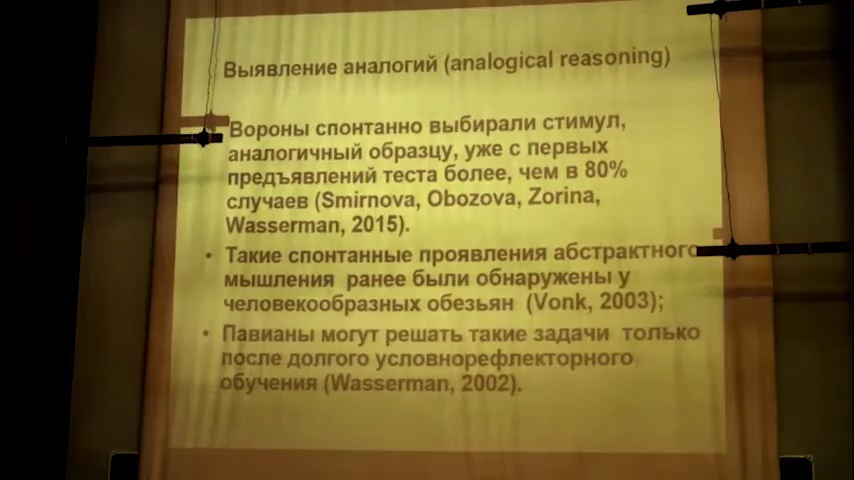 Выявление аналогий (analogical reasoning)
Вороны спонтанно выбирали стимул,
аналогичный образцу, уже с первых
предъявлений теста более, чем в 80%
случаев (Smirnova, Obozova, Zorina,
Wasserman, 2015).
• Такие спонтанные проявления абстрактного
мышления ранее были обнаружены у
человекообразных обезьян (Vonk, 2003);
• Павианы могут решать такие задачи только
после долгого условнорефлекторного
обучения (Wasserman, 2002).